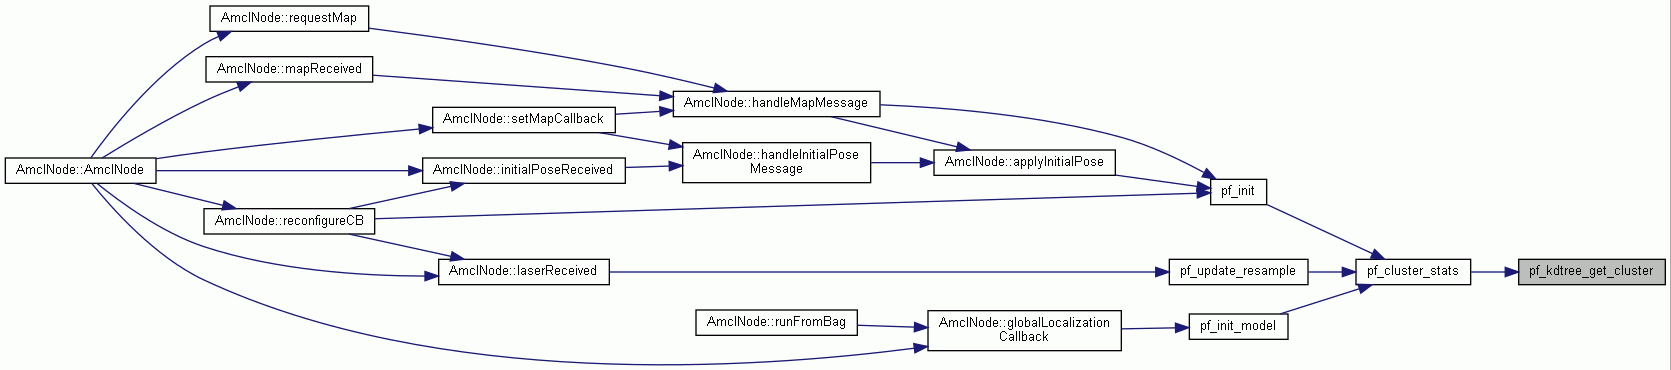 AmclNode::requestMap
AmclNode::mapReceived
AmclNode::handleMapMessage
AmclNode::setMapCallback
AmclNode::handleInitialPose
Message
AmclNode::applyInitialPose
AmclNode::AmclNode
AmclNode::initialPoseReceived
pf_init
AmclNode::reconfigureCB
AmclNode::laserReceived
pf_update_resample
pf_cluster_stats
pf_kdtree_get_cluster
AmclNode::runFromBag
AmclNode::globalLocalization
Callback
pf_init_model